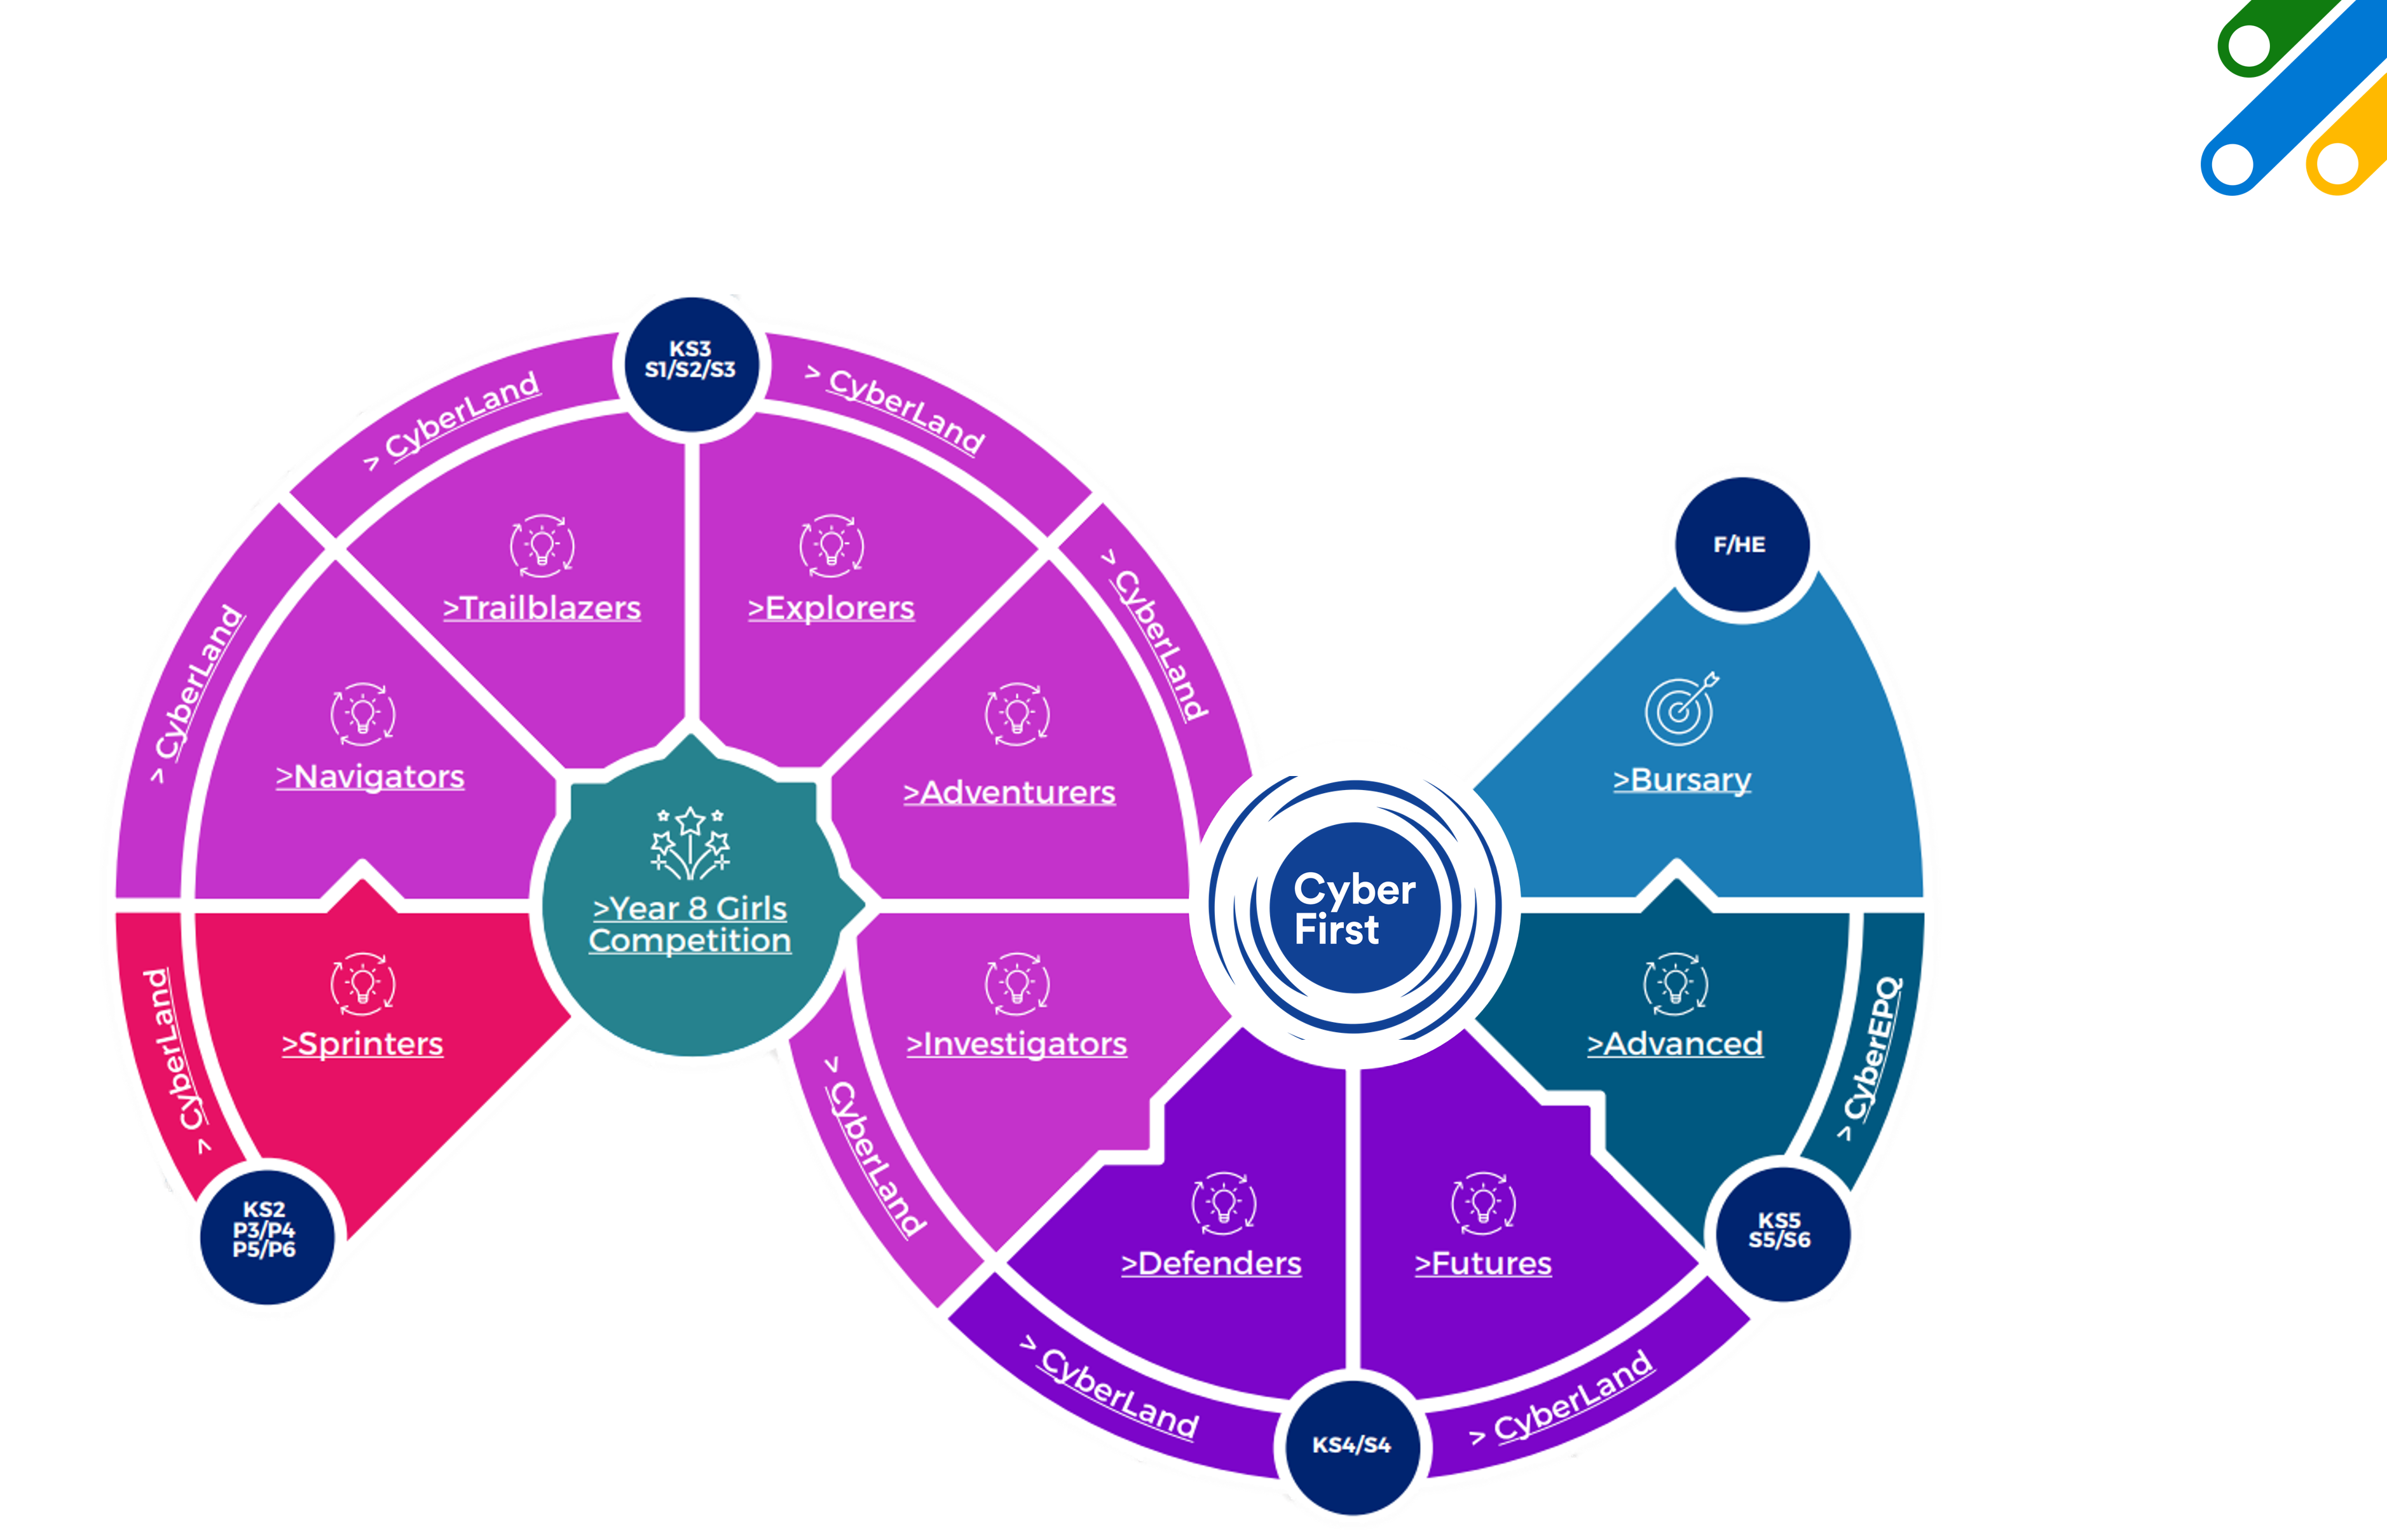 KS3
S1/S2/S3
> CyberLand
> CyberLand
> CyberLand
> CyberLand
>Trailblazers
>Explorers
>Navigators
>Adventurers
>Year 8 Girls
Competition
> CyberLand
>Sprinters
KS2
P3/P4
P5/P6
>Investigators
> CyberLand
Cyber
First
>Defenders
>Futures
> CyberLand
> CyberLand
KS4/S4
F/HE
>Bursary
>Advanced
> CyberEPQ
KS5
S5/S6